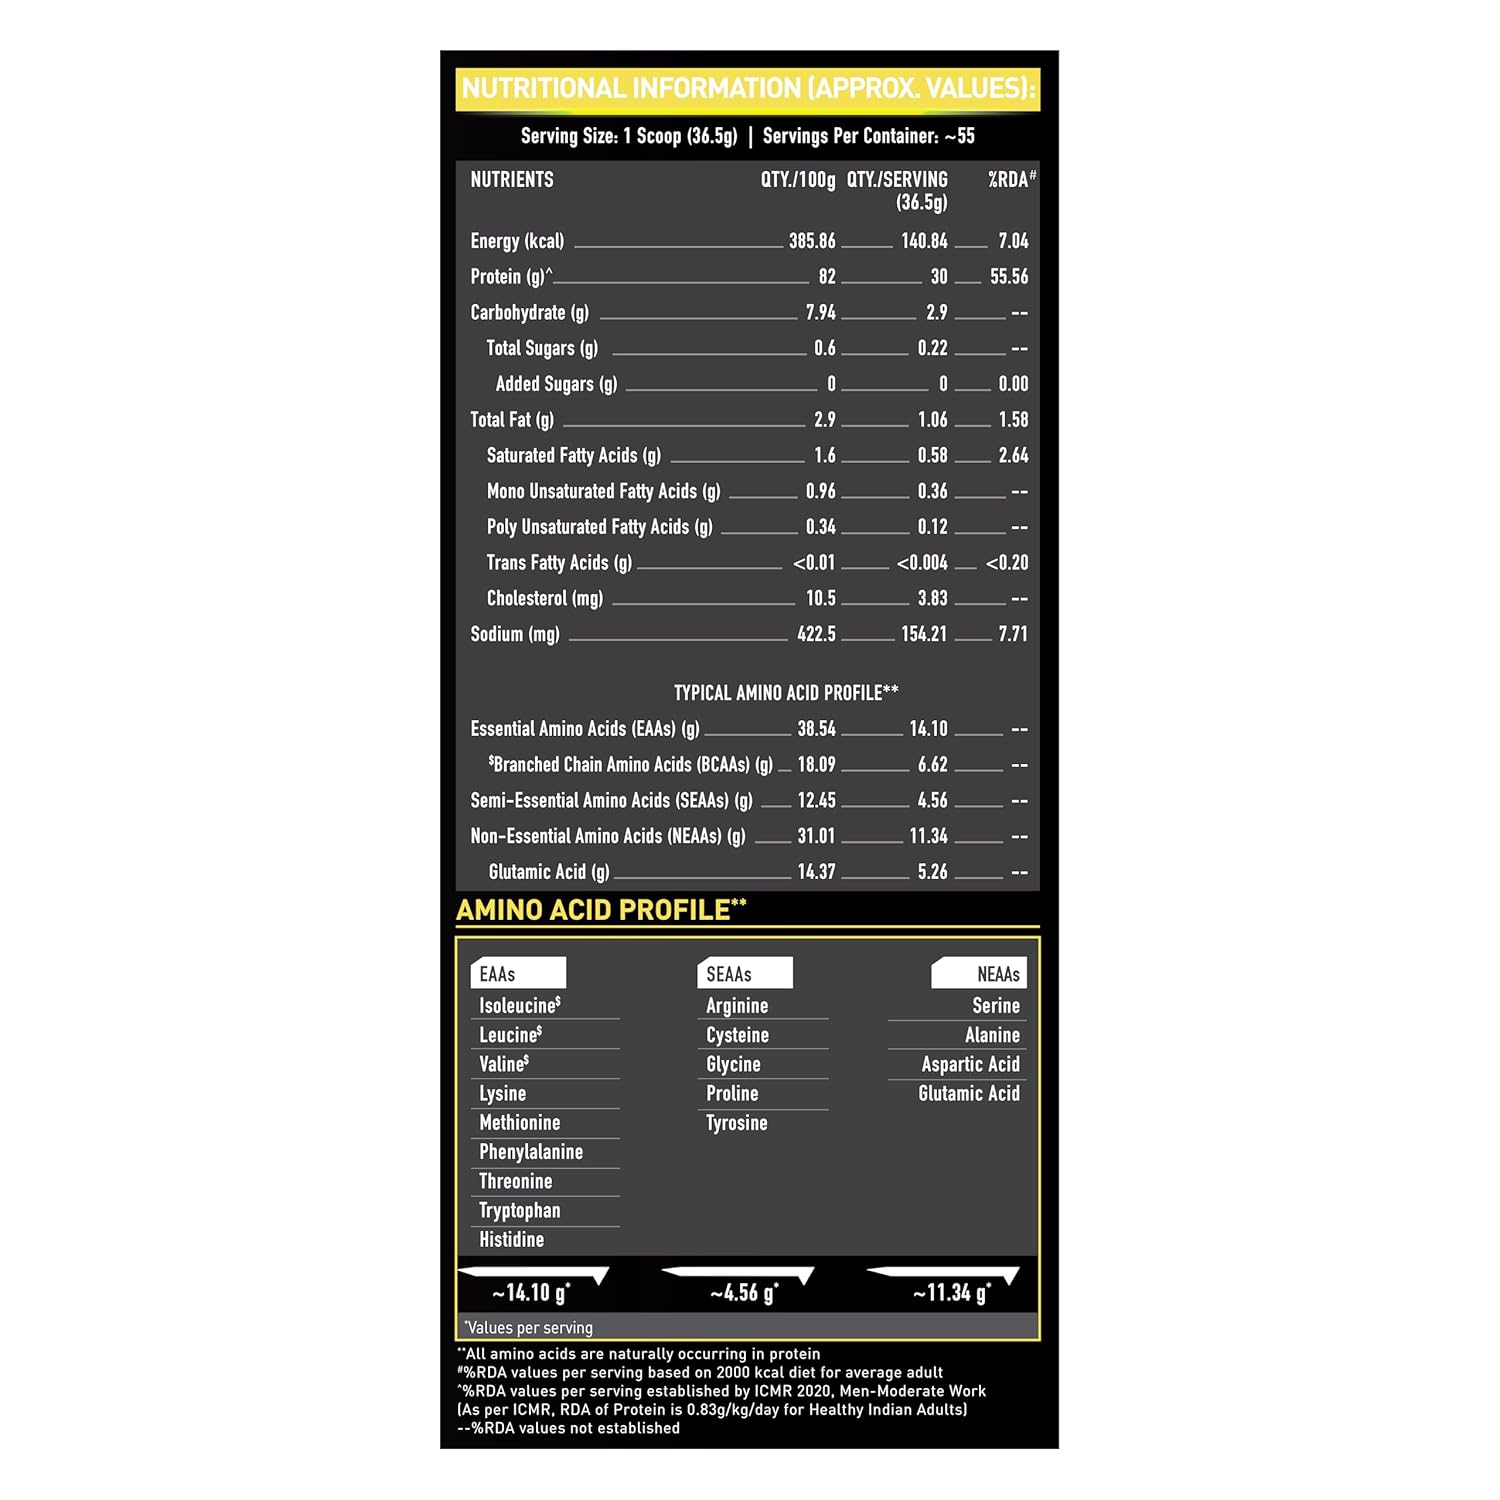 NUTRITIONAL INFORMATION (APPROX. VALUES):
Serving Size: 1 Scoop (36.5g) | Servings Per Container: ~55
NUTRIENTS QTY./100g QTY./SERVING (36.5g) %RDA#
Energy (kcal) 385.86 140.84 7.04
Protein (g)^ 82 30 55.56
Carbohydrate (g) 7.94 2.9 --
Total Sugars (g) 0.6 0.22 --
Added Sugars (g) 0 0 0.00
Total Fat (g) 2.9 1.06 1.58
Saturated Fatty Acids (g) 1.6 0.58 2.64
Mono Unsaturated Fatty Acids (g) 0.96 0.36 --
Poly Unsaturated Fatty Acids (g) 0.34 0.12 --
Trans Fatty Acids (g) <0.01 <0.004 <0.20
Cholesterol (mg) 10.5 3.83 --
Sodium (mg) 422.5 154.21 7.71
TYPICAL AMINO ACID PROFILE**
Essential Amino Acids (EAAs) (g) 38.54 14.10 --
$Branched Chain Amino Acids (BCAAs) (g) 18.09 6.62 --
Semi-Essential Amino Acids (SEAAs) (g) 12.45 4.56 --
Non-Essential Amino Acids (NEAAs) (g) 31.01 11.34 --
Glutamic Acid (g) 14.37 5.26 --
AMINO ACID PROFILE**
EAAs SEAAs NEAAs
Isoleucine$ Arginine Serine
Leucine$ Cysteine Alanine
Valine$ Glycine Aspartic Acid
Lysine Proline Glutamic Acid
Methionine Tyrosine
Phenylalanine
Threonine
Tryptophan
Histidine
~14.10 g* ~4.56 g* ~11.34 g*
*Values per serving
**All amino acids are naturally occurring in protein
#%RDA values per serving based on 2000 kcal diet for average adult
^%RDA values per serving established by ICMR 2020, Men-Moderate Work
(As per ICMR, RDA of Protein is 0.83g/kg/day for Healthy Indian Adults)
--%RDA values not established